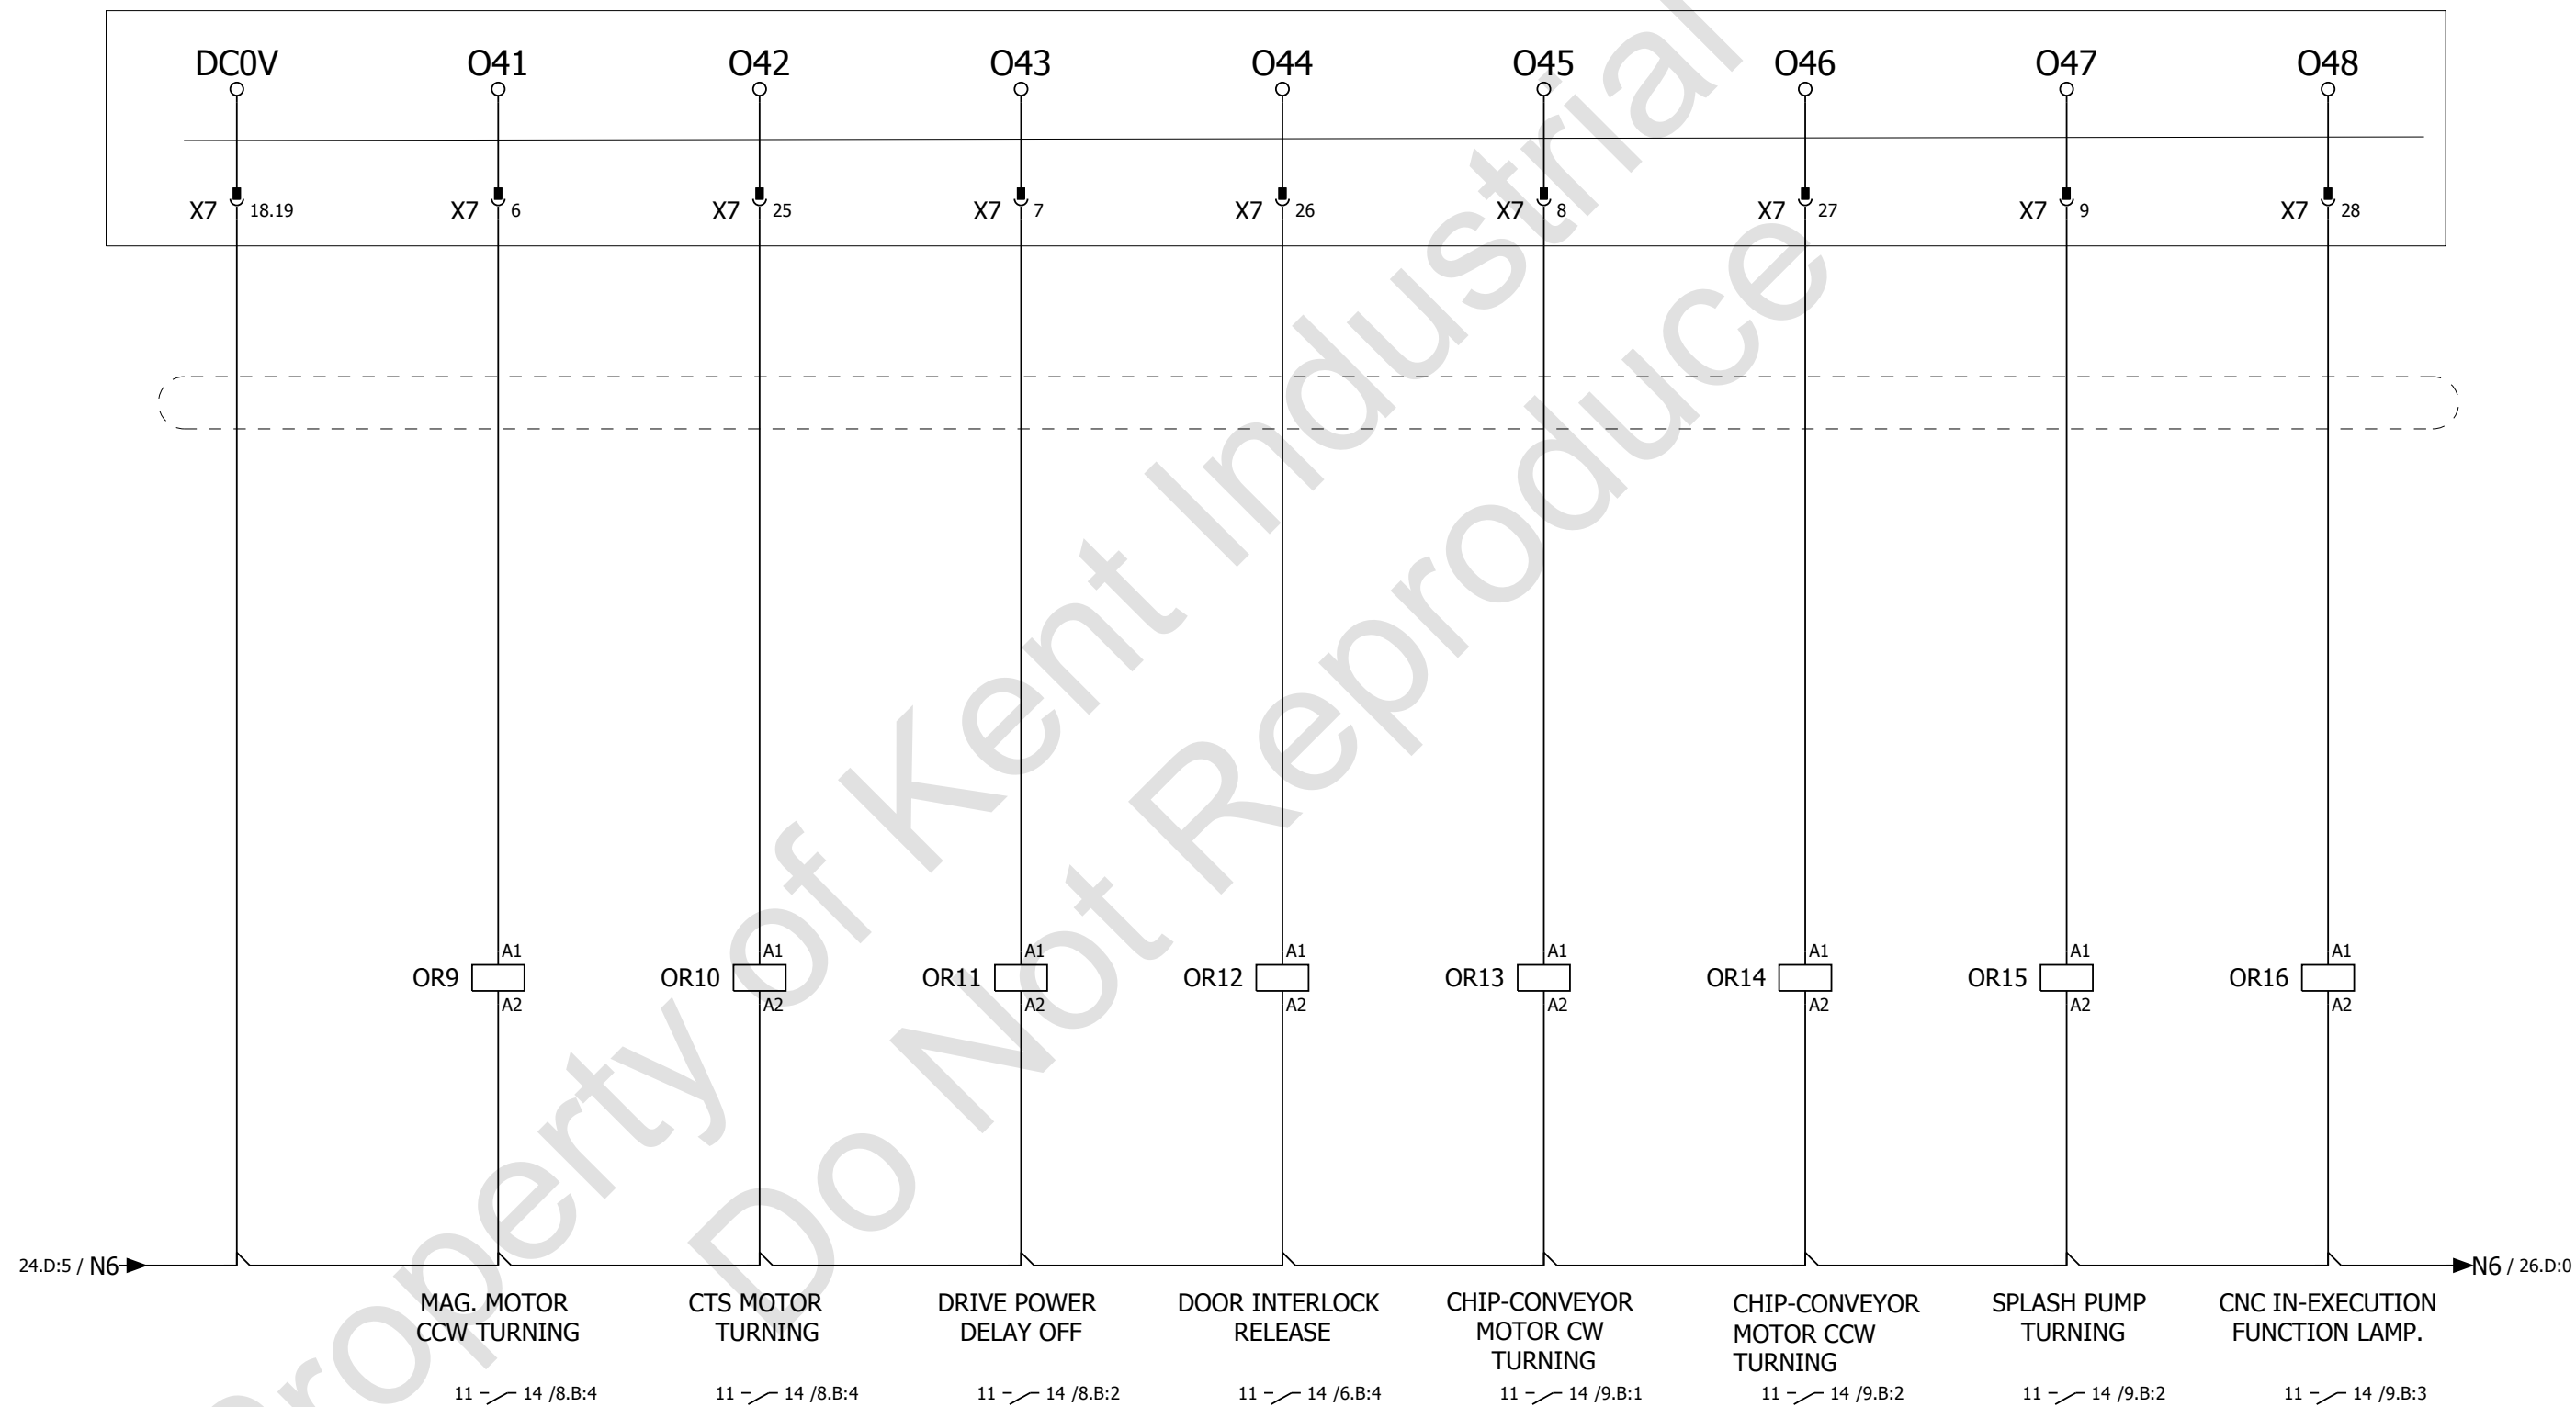 DC0V O41 O42 O43 O44 O45 O46 O47 O48
X7 18.19 X7 6 X7 25 X7 7 X7 26 X7 8 X7 27 X7 9 X7 28
A1 A1 A1 A1 A1 A1 A1 A1
OR9 OR10 OR11 OR12 OR13 OR14 OR15 OR16
A2 A2 A2 A2 A2 A2 A2 A2
24.D:5 / N6 N6 / 26.D:0
MAG. MOTOR
CCW TURNING
11 14 /8.B:4
CTS MOTOR
TURNING
11 14 /8.B:4
DRIVE POWER
DELAY OFF
11 14 /8.B:2
DOOR INTERLOCK
RELEASE
11 14 /6.B:4
CHIP-CONVEYOR
MOTOR CW
TURNING
11 14 /9.B:1
CHIP-CONVEYOR
MOTOR CCW
TURNING
11 14 /9.B:2
SPLASH PUMP
TURNING
11 14 /9.B:2
CNC IN-EXECUTION
FUNCTION LAMP.
11 14 /9.B:3
Property of Kent Industrial
Do Not Reproduce